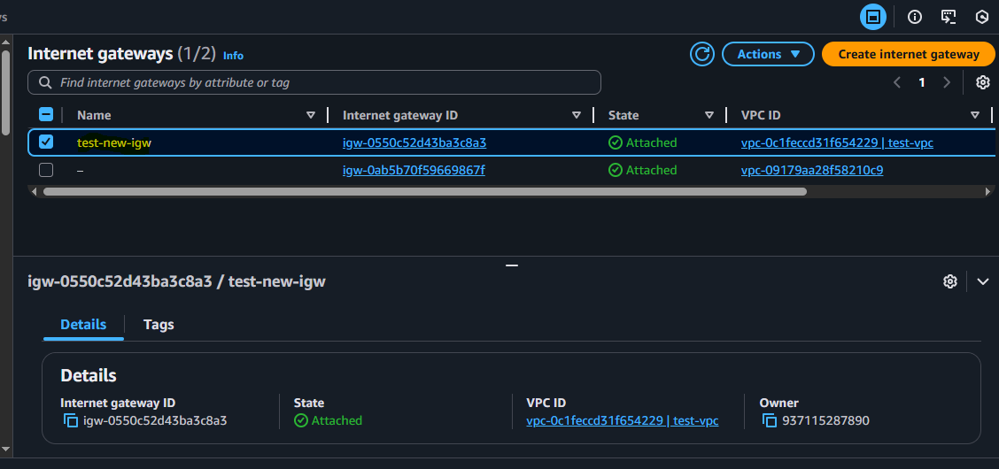 ys
Internet gateways (1/2) Info
Actions
Create internet gateway
Find internet gateways by attribute or tag
1
Name Internet gateway ID State VPC ID
test-new-igw igw-0550c52d43ba3c8a3 Attached vpc-0c1feccd31f654229 | test-vpc
– igw-0ab5b70f59669867f Attached vpc-09179aa28f58210c9
igw-0550c52d43ba3c8a3 / test-new-igw
Details Tags
Details
Internet gateway ID State VPC ID Owner
igw-0550c52d43ba3c8a3 Attached vpc-0c1feccd31f654229 | test-vpc 937115287890